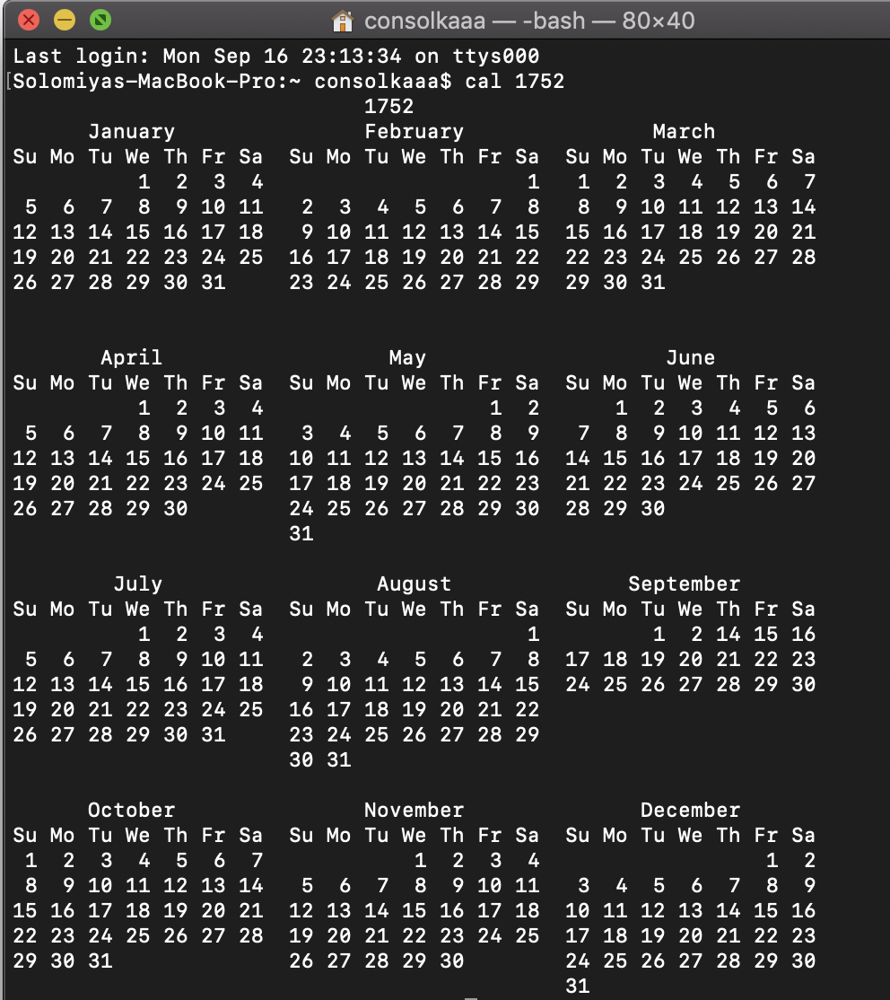 consolkaaa — -bash — 80×40
Last login: Mon Sep 16 23:13:34 on ttys000
[Solomiyas-MacBook-Pro:~ consolkaaa$ cal 1752
                            1752
      January               February               March
Su Mo Tu We Th Fr Sa  Su Mo Tu We Th Fr Sa  Su Mo Tu We Th Fr Sa
          1  2  3  4                     1   1  2  3  4  5  6  7
 5  6  7  8  9 10 11   2  3  4  5  6  7  8   8  9 10 11 12 13 14
12 13 14 15 16 17 18   9 10 11 12 13 14 15  15 16 17 18 19 20 21
19 20 21 22 23 24 25  16 17 18 19 20 21 22  22 23 24 25 26 27 28
26 27 28 29 30 31     23 24 25 26 27 28 29  29 30 31

       April                  May                   June
Su Mo Tu We Th Fr Sa  Su Mo Tu We Th Fr Sa  Su Mo Tu We Th Fr Sa
          1  2  3  4                  1  2      1  2  3  4  5  6
 5  6  7  8  9 10 11   3  4  5  6  7  8  9   7  8  9 10 11 12 13
12 13 14 15 16 17 18  10 11 12 13 14 15 16  14 15 16 17 18 19 20
19 20 21 22 23 24 25  17 18 19 20 21 22 23  21 22 23 24 25 26 27
26 27 28 29 30        24 25 26 27 28 29 30  28 29 30
                      31

        July                 August              September
Su Mo Tu We Th Fr Sa  Su Mo Tu We Th Fr Sa  Su Mo Tu We Th Fr Sa
          1  2  3  4                     1         1  2 14 15 16
 5  6  7  8  9 10 11   2  3  4  5  6  7  8  17 18 19 20 21 22 23
12 13 14 15 16 17 18   9 10 11 12 13 14 15  24 25 26 27 28 29 30
19 20 21 22 23 24 25  16 17 18 19 20 21 22
26 27 28 29 30 31     23 24 25 26 27 28 29
                      30 31

      October               November              December
Su Mo Tu We Th Fr Sa  Su Mo Tu We Th Fr Sa  Su Mo Tu We Th Fr Sa
 1  2  3  4  5  6  7            1  2  3  4                  1  2
 8  9 10 11 12 13 14   5  6  7  8  9 10 11   3  4  5  6  7  8  9
15 16 17 18 19 20 21  12 13 14 15 16 17 18  10 11 12 13 14 15 16
22 23 24 25 26 27 28  19 20 21 22 23 24 25  17 18 19 20 21 22 23
29 30 31              26 27 28 29 30        24 25 26 27 28 29 30
                                            31